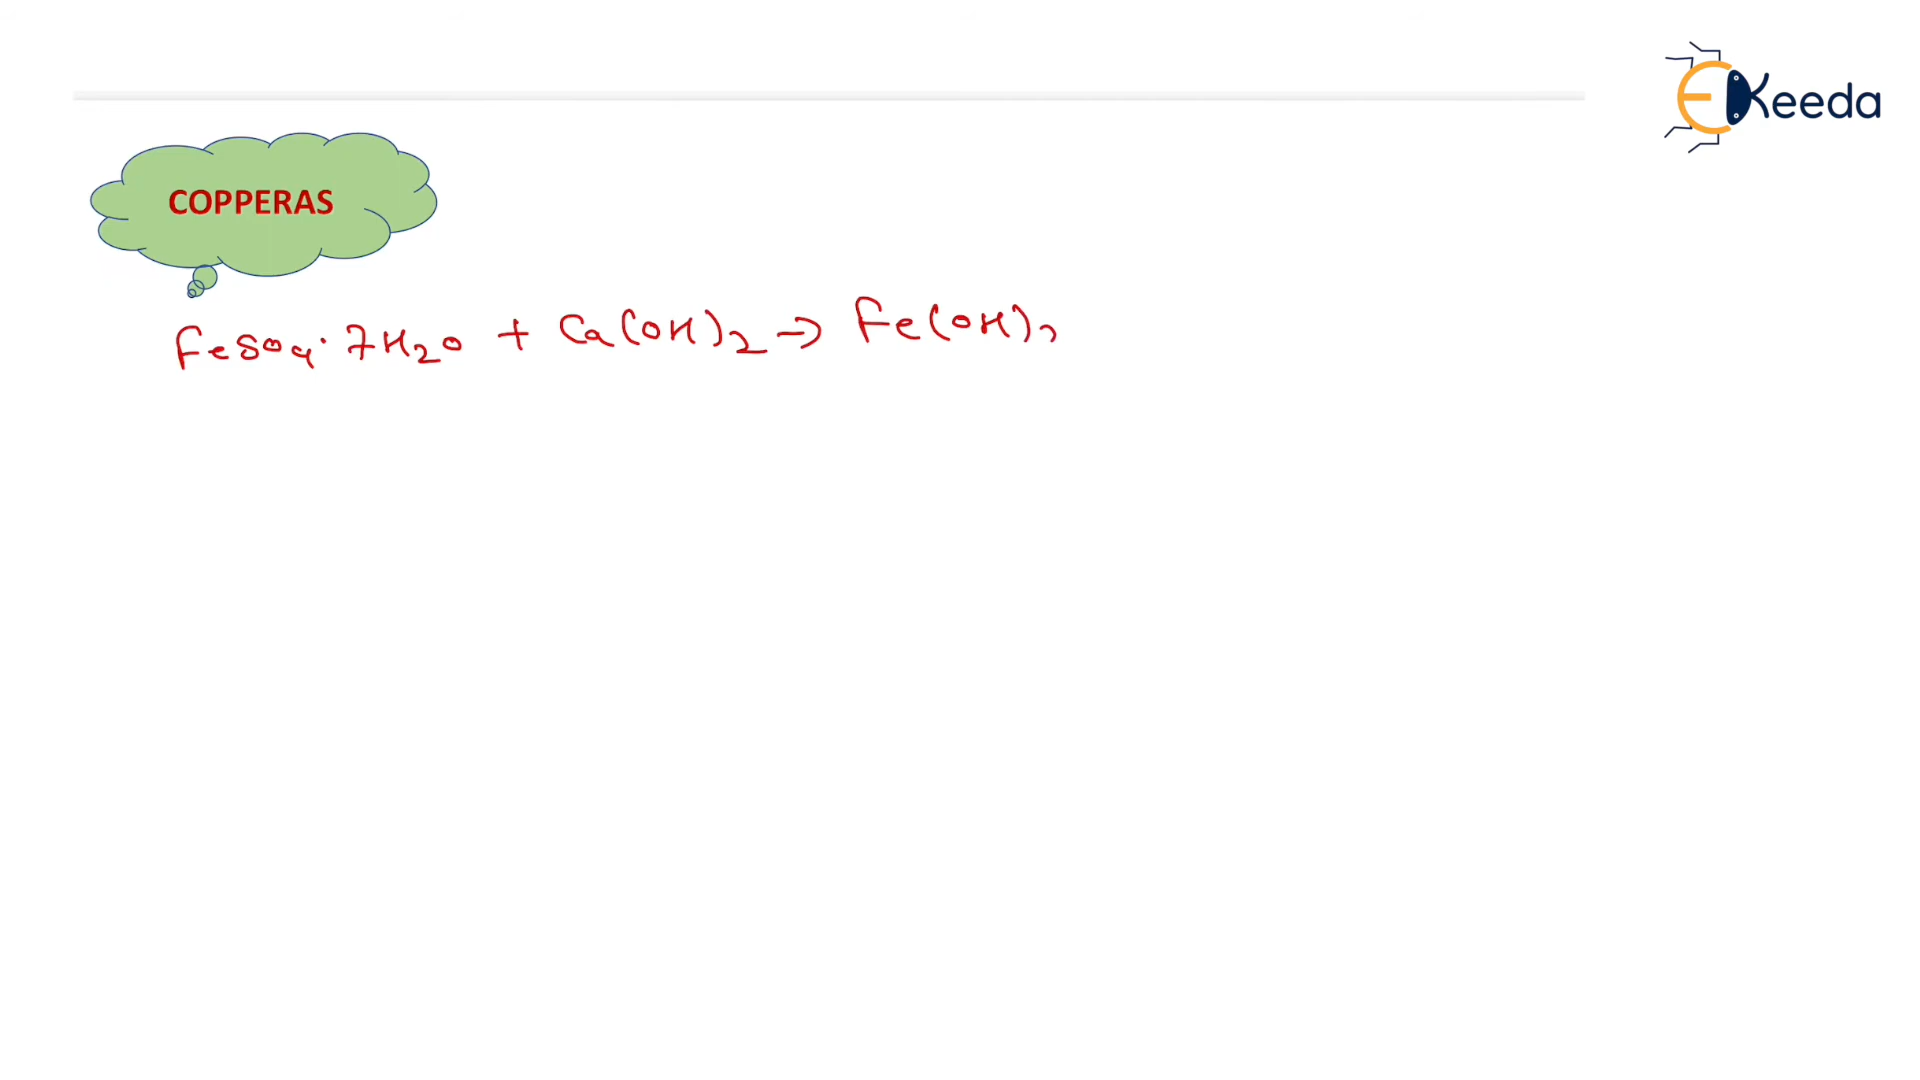 EKeeda
COPPERAS
FeSO4·7H2O + Ca(OH)2 → Fe(OH)2